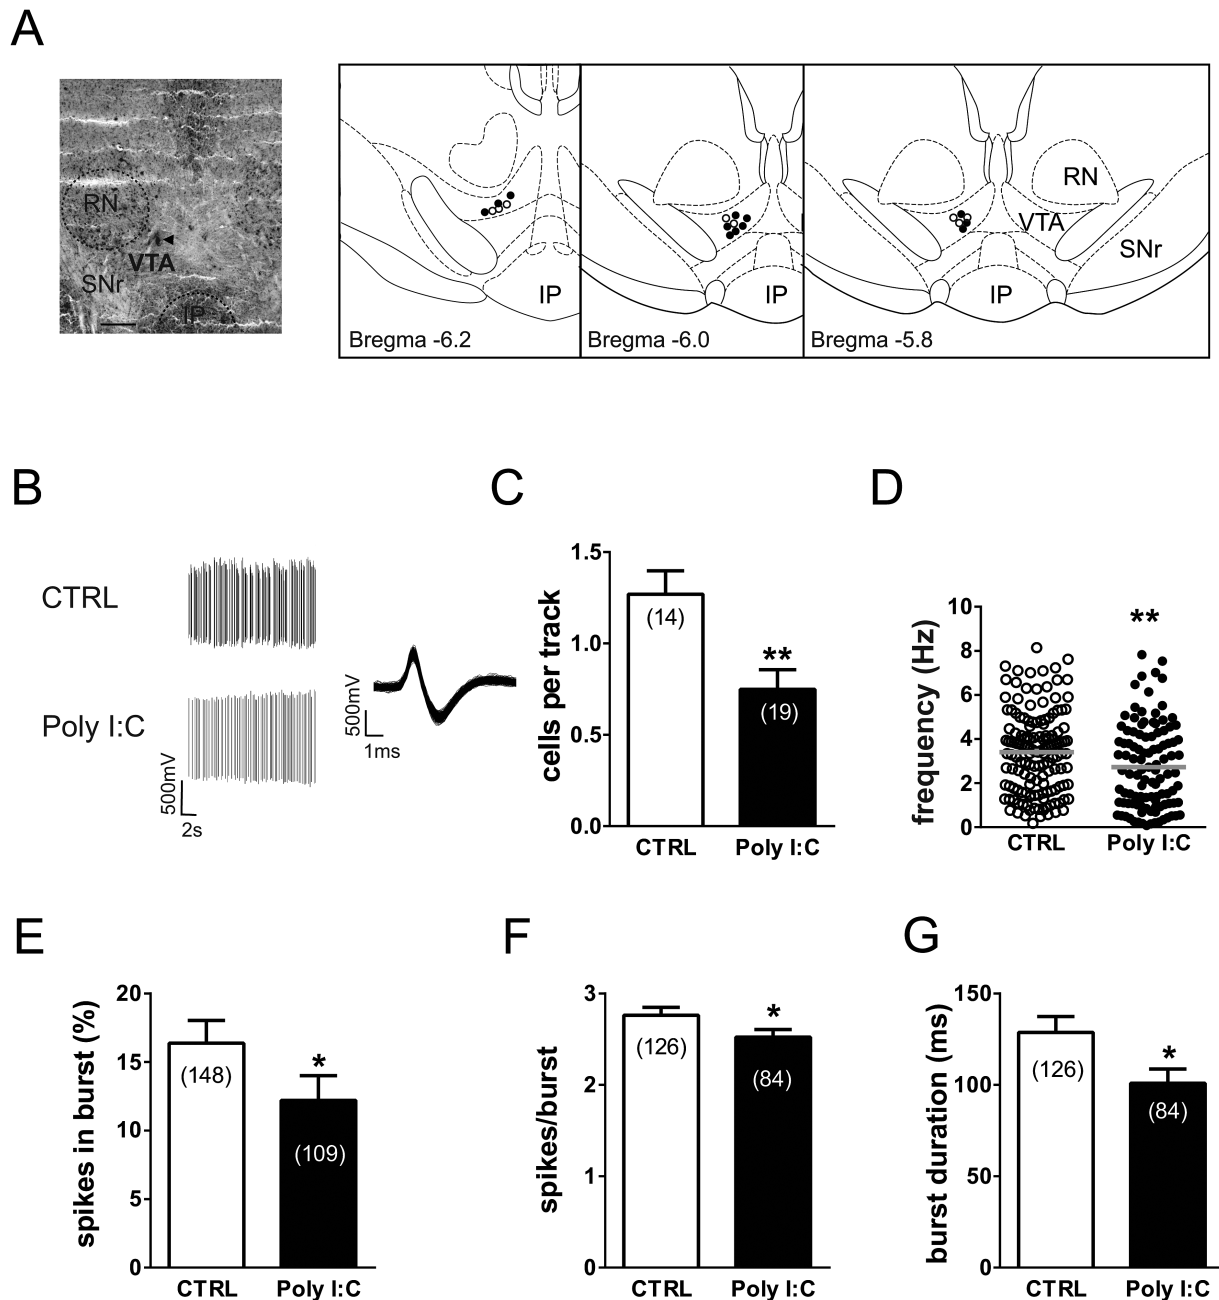 A
RN
VTA
SNr
IP
IP
Bregma -6.2
IP
Bregma -6.0
RN
VTA
SNr
IP
Bregma -5.8
B
CTRL
Poly I:C
500mV
2s
500mV
1ms
C
cells per track
1.5
1.0
0.5
0.0
(14)
**
(19)
CTRL
Poly I:C
D
frequency (Hz)
10
8
6
4
2
0
**
CTRL
Poly I:C
E
spikes in burst (%)
20
15
10
5
0
(148)
*
(109)
CTRL
Poly I:C
F
spikes/burst
3
2
1
0
(126)
*
(84)
CTRL
Poly I:C
G
burst duration (ms)
150
100
50
0
(126)
*
(84)
CTRL
Poly I:C